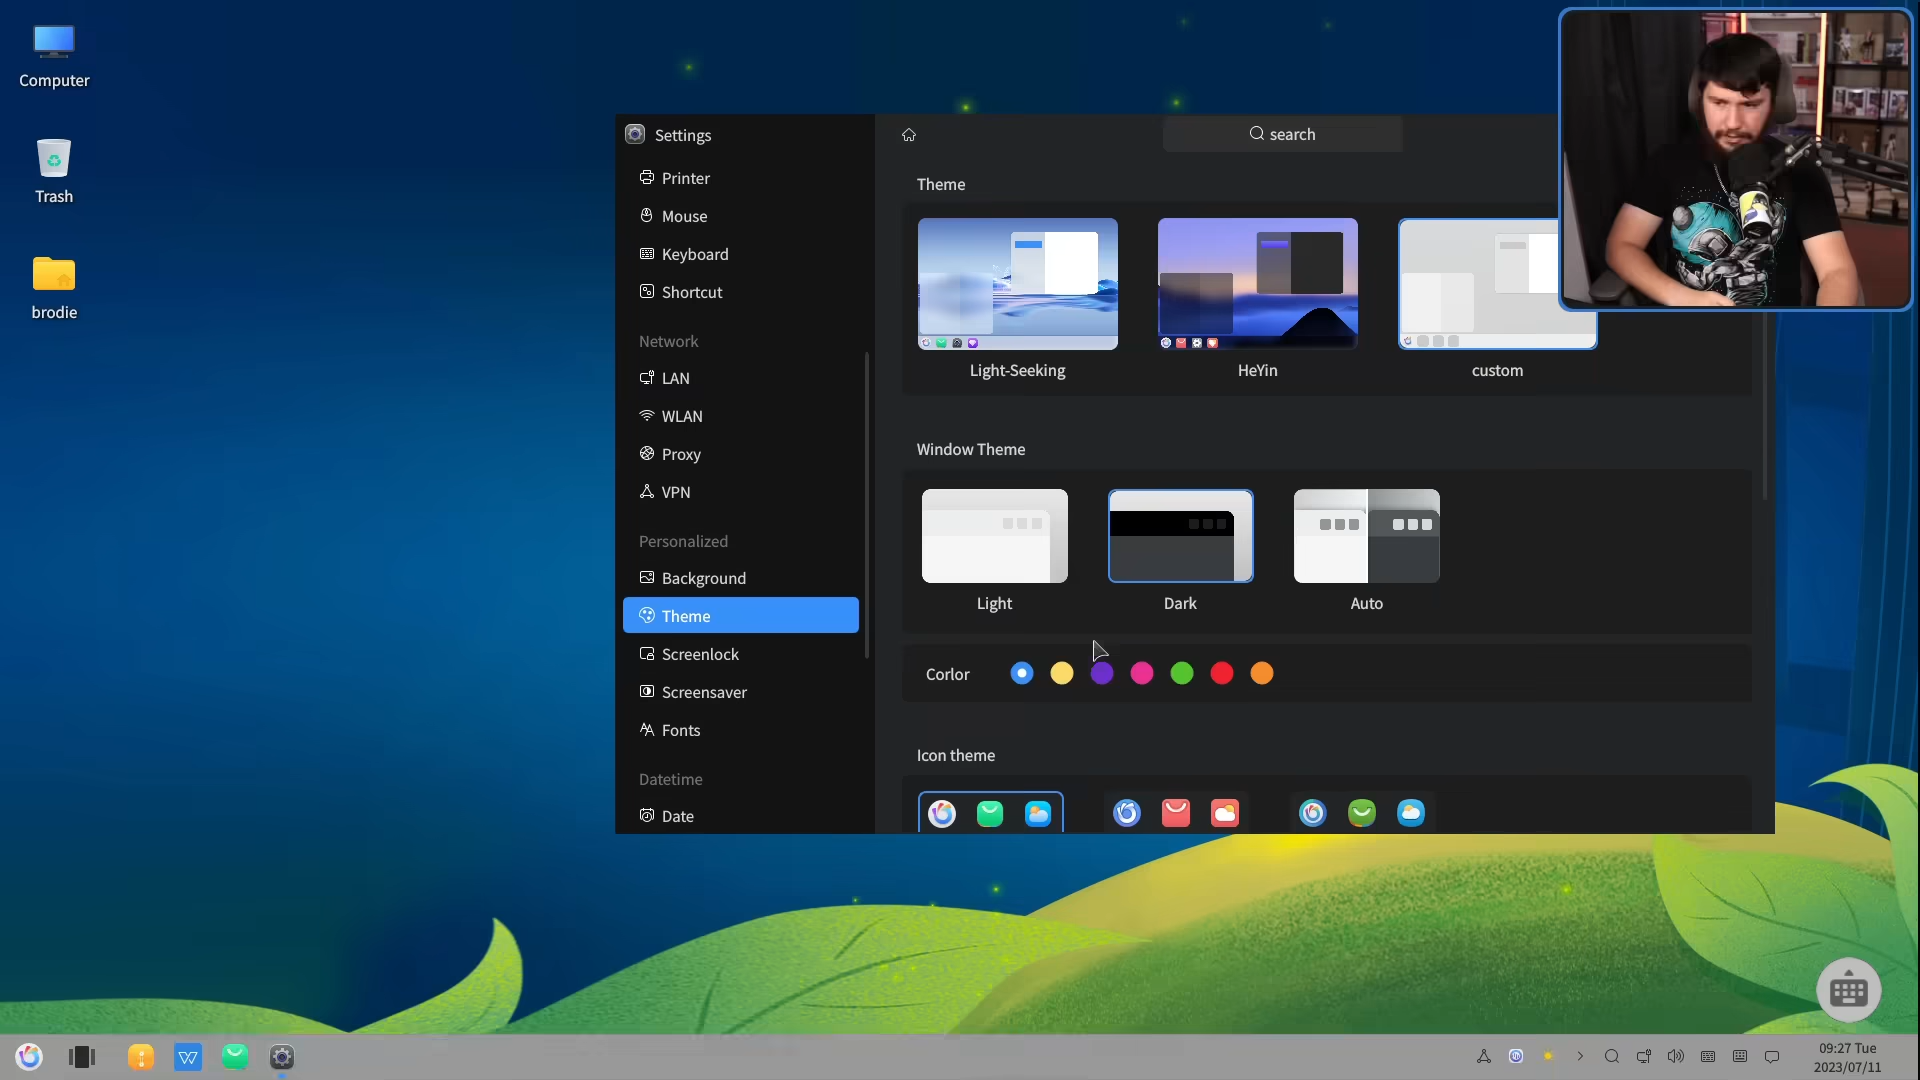 Computer
Trash
brodie
Settings
search
Printer
Mouse
Keyboard
Shortcut
Network
LAN
WLAN
Proxy
VPN
Personalized
Background
Theme
Screenlock
Screensaver
Fonts
Datetime
Date
Theme
Light-Seeking
HeYin
custom
Window Theme
Light
Dark
Auto
Corlor
Icon theme
09:27 Tue
2023/07/11